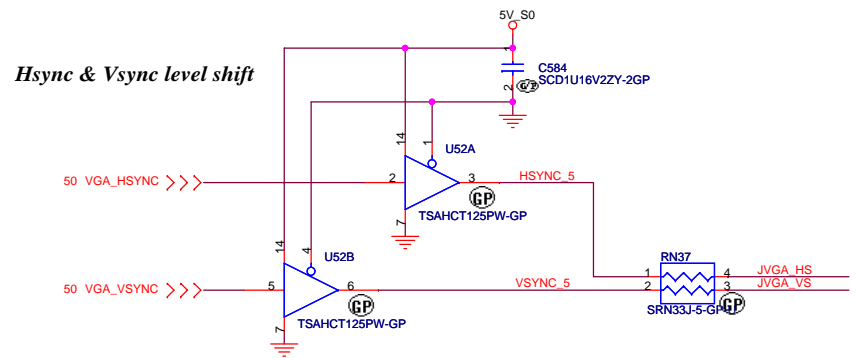 5V_S0
Hsync & Vsync level shift
1
C584
SCD1U16V2ZY-2GP
2
14
1
U52A
50 VGA_HSYNC
2
3
HSYNC_5
GP
TSAHCT125PW-GP
7
14
4
U52B
RN37
50 VGA_VSYNC
5
6
VSYNC_5
1
4
JVGA_HS
2
3
JVGA_VS
GP
TSAHCT125PW-GP
SRN33J-5-GP
GP
7